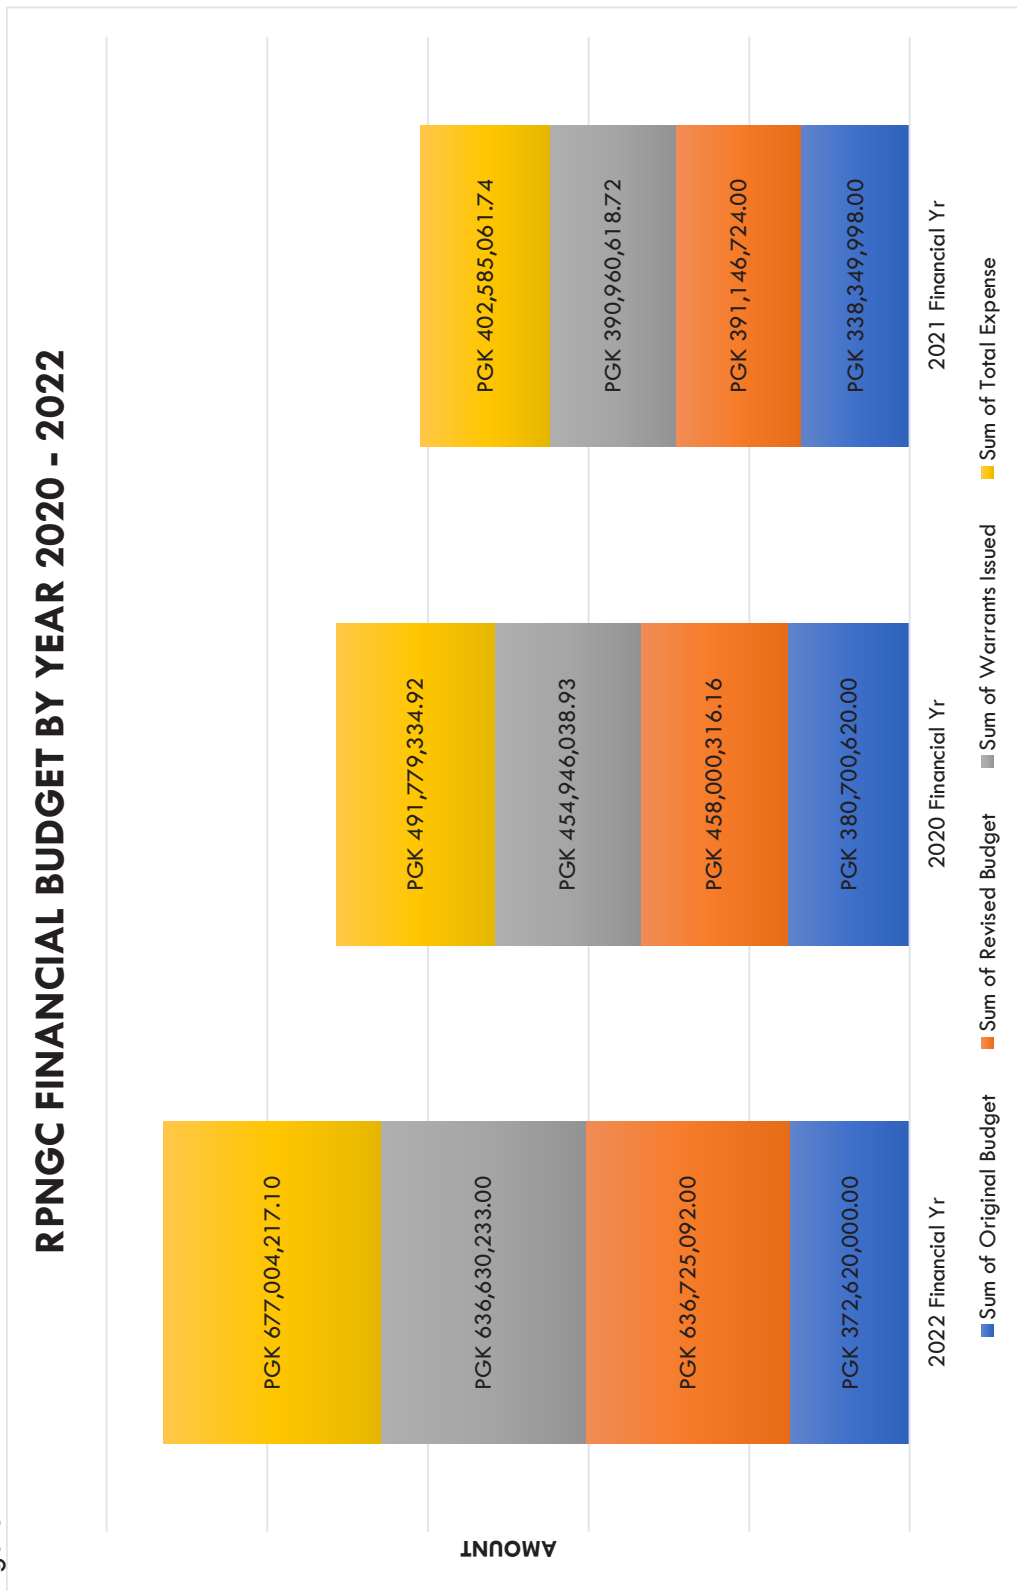 RPNGC FINANCIAL BUDGET BY YEAR 2020 - 2022
AMOUNT
PGK 677,004,217.10
PGK 636,630,233.00
PGK 636,725,092.00
PGK 372,620,000.00
PGK 491,779,334.92
PGK 454,946,038.93
PGK 458,000,316.16
PGK 380,700,620.00
PGK 402,585,061.74
PGK 390,960,618.72
PGK 391,146,724.00
PGK 338,349,998.00
2022 Financial Yr
2020 Financial Yr
2021 Financial Yr
Sum of Original Budget
Sum of Revised Budget
Sum of Warrants Issued
Sum of Total Expense